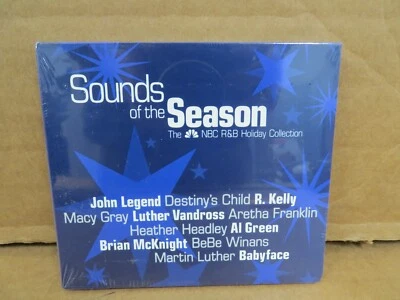 Sounds
of the Season
The NBC R&B Holiday Collection
John Legend Destiny's Child R. Kelly
Macy Gray Luther Vandross Aretha Franklin
Heather Headley Al Green
Brian McKnight BeBe Winans
Martin Luther Babyface